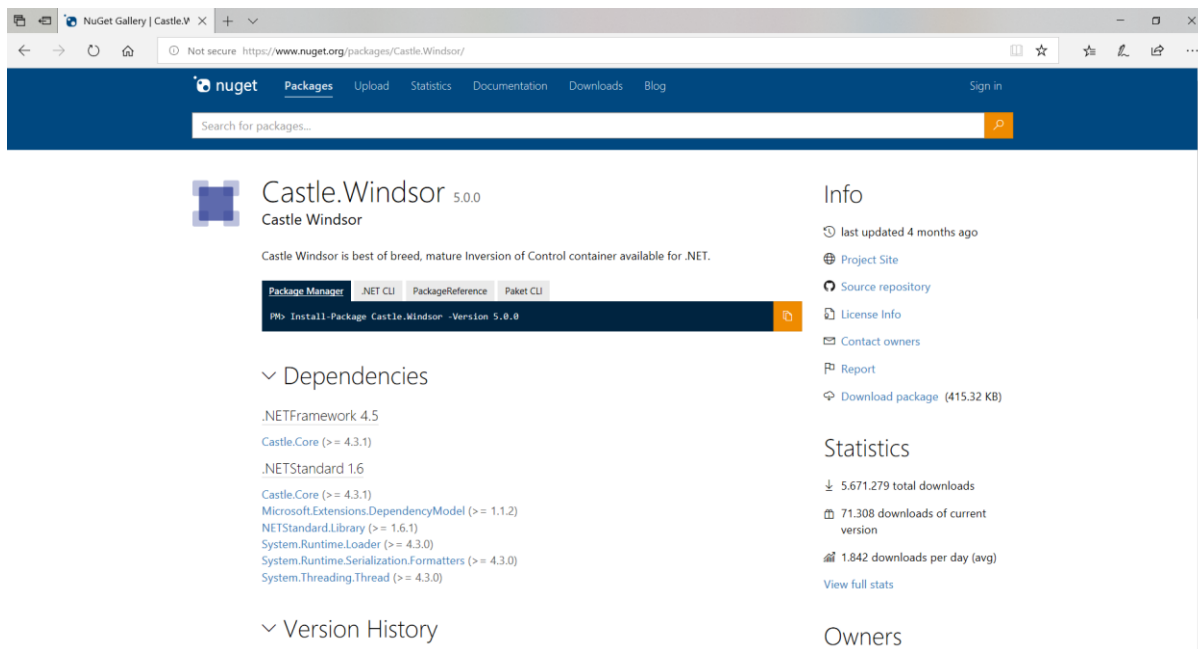 NuGet Gallery | Castle.W
Not secure https://www.nuget.org/packages/Castle.Windsor/
nuget Packages Upload Statistics Documentation Downloads Blog Sign in
Search for packages...
Castle.Windsor 5.0.0
Castle Windsor
Castle Windsor is best of breed, mature Inversion of Control container available for .NET.
Package Manager .NET CLI PackageReference Paket CLI
PM> Install-Package Castle.Windsor -Version 5.0.0
Dependencies
.NETFramework 4.5
Castle.Core (>= 4.3.1)
.NETStandard 1.6
Castle.Core (>= 4.3.1)
Microsoft.Extensions.DependencyModel (>= 1.1.2)
NETStandard.Library (>= 1.6.1)
System.Runtime.Loader (>= 4.3.0)
System.Runtime.Serialization.Formatters (>= 4.3.0)
System.Threading.Thread (>= 4.3.0)
Version History
Info
last updated 4 months ago
Project Site
Source repository
License Info
Contact owners
Report
Download package (415.32 KB)
Statistics
5.671.279 total downloads
71.308 downloads of current
version
1.842 downloads per day (avg)
View full stats
Owners